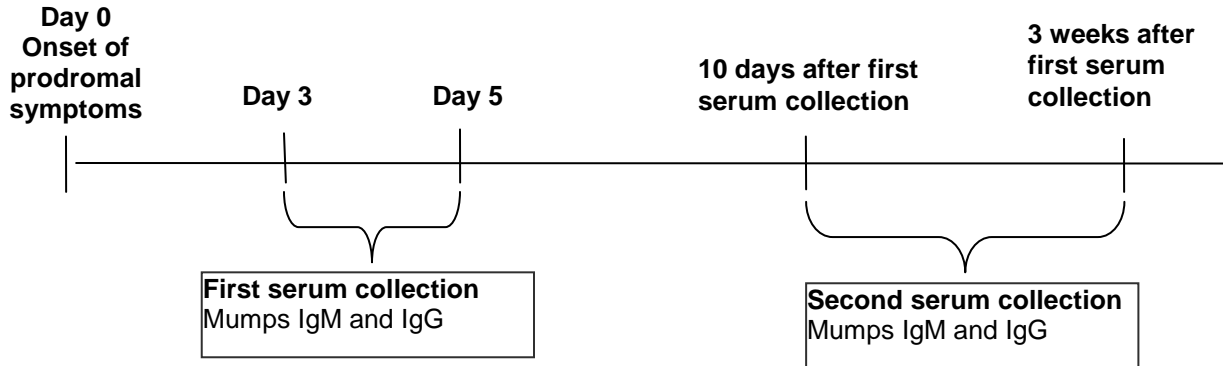 Day 0
Onset of
prodromal
symptoms
Day 3
Day 5
10 days after first
serum collection
3 weeks after
first serum
collection
First serum collection
Mumps IgM and IgG
Second serum collection
Mumps IgM and IgG